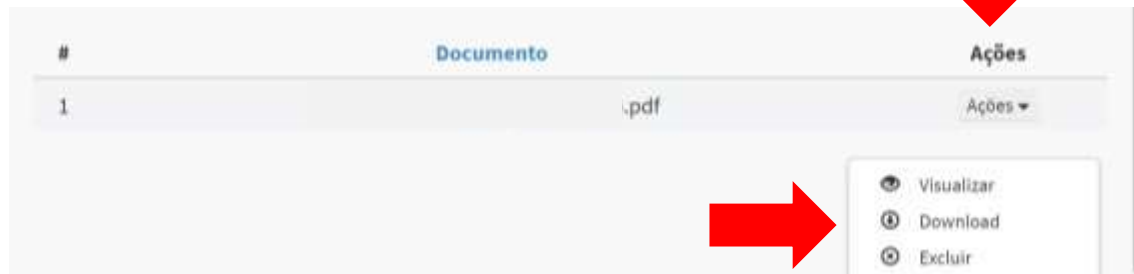 # Documento Ações
1 .pdf Ações
Visualizar
Download
Excluir